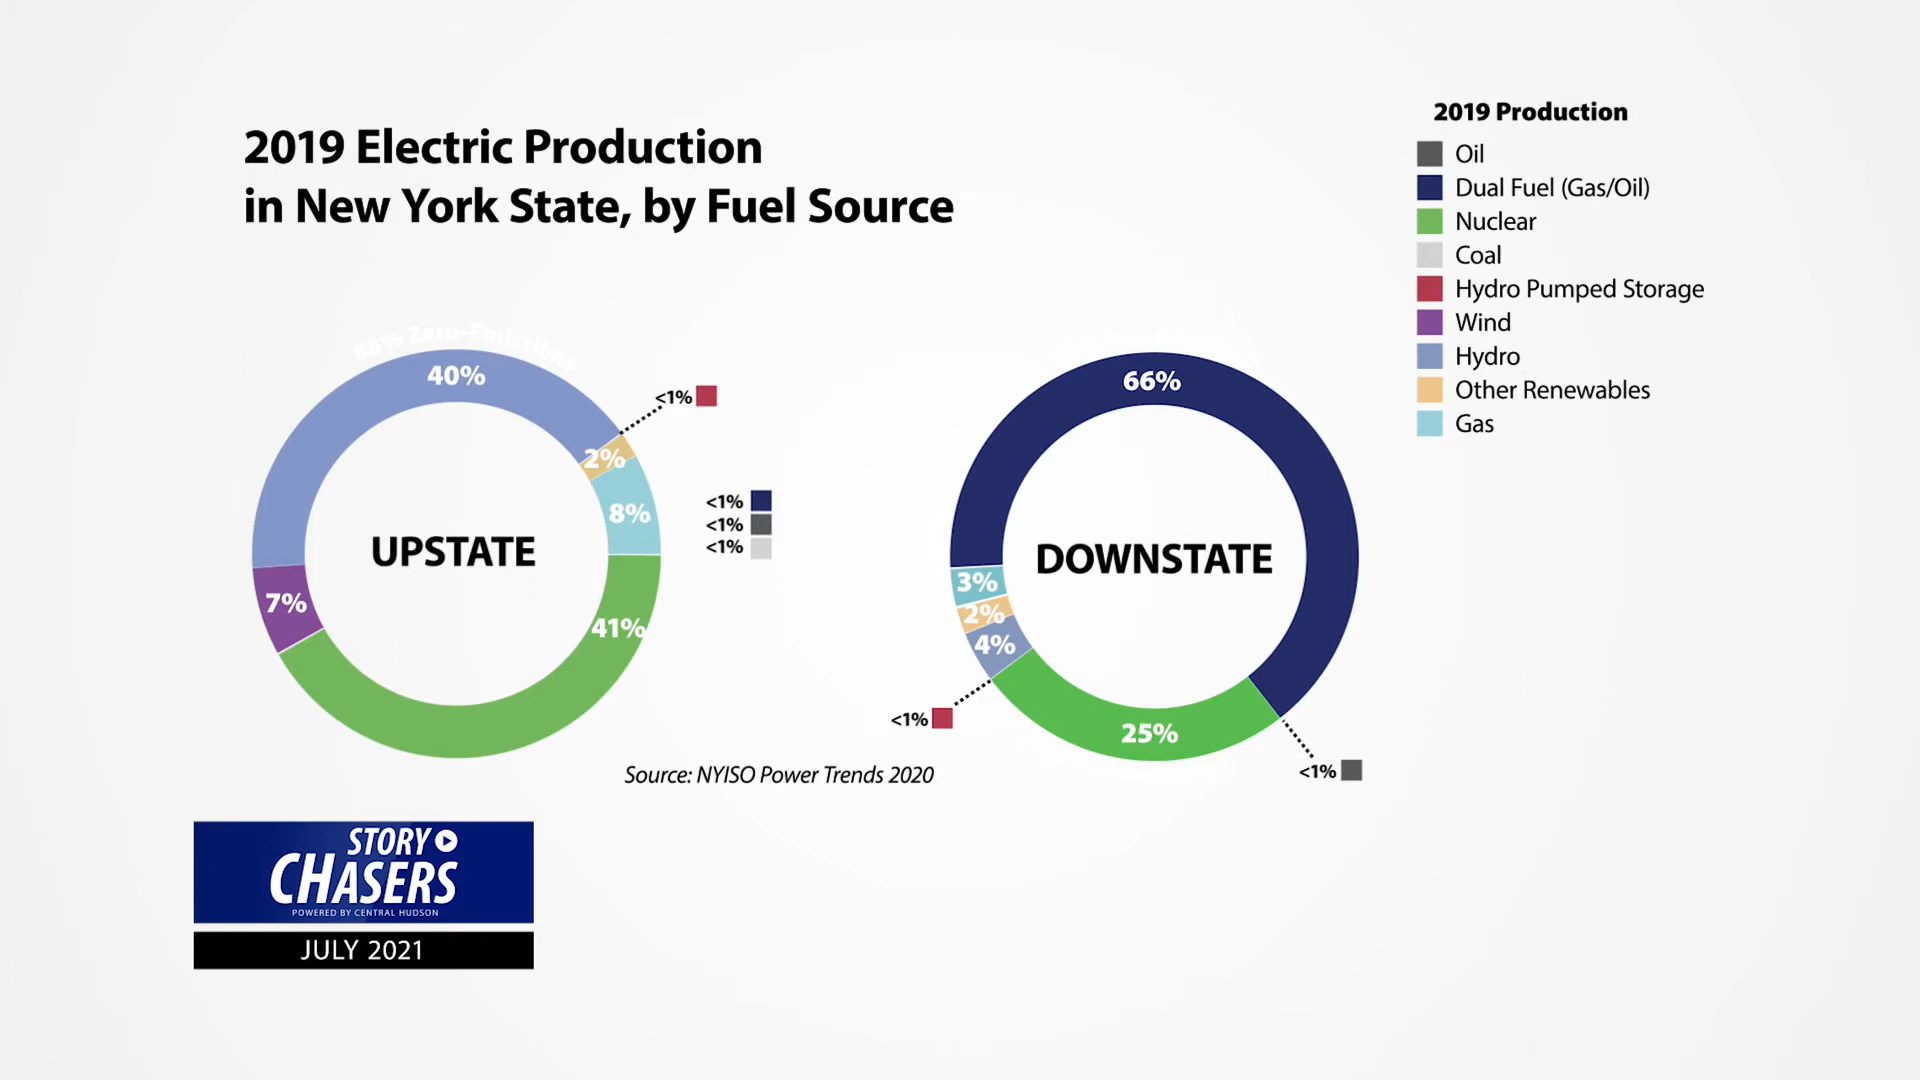 2019 Electric Production
in New York State, by Fuel Source
2019 Production
Oil
Dual Fuel (Gas/Oil)
Nuclear
Coal
Hydro Pumped Storage
Wind
Hydro
Other Renewables
Gas
Zero-Emissions
40%
<1%
2%
8%
<1%
<1%
<1%
UPSTATE
7%
41%
66%
DOWNSTATE
3%
2%
4%
<1%
25%
<1%
Source: NYISO Power Trends 2020
STORY
CHASERS
POWERED BY CENTRAL HUDSON
JULY 2021